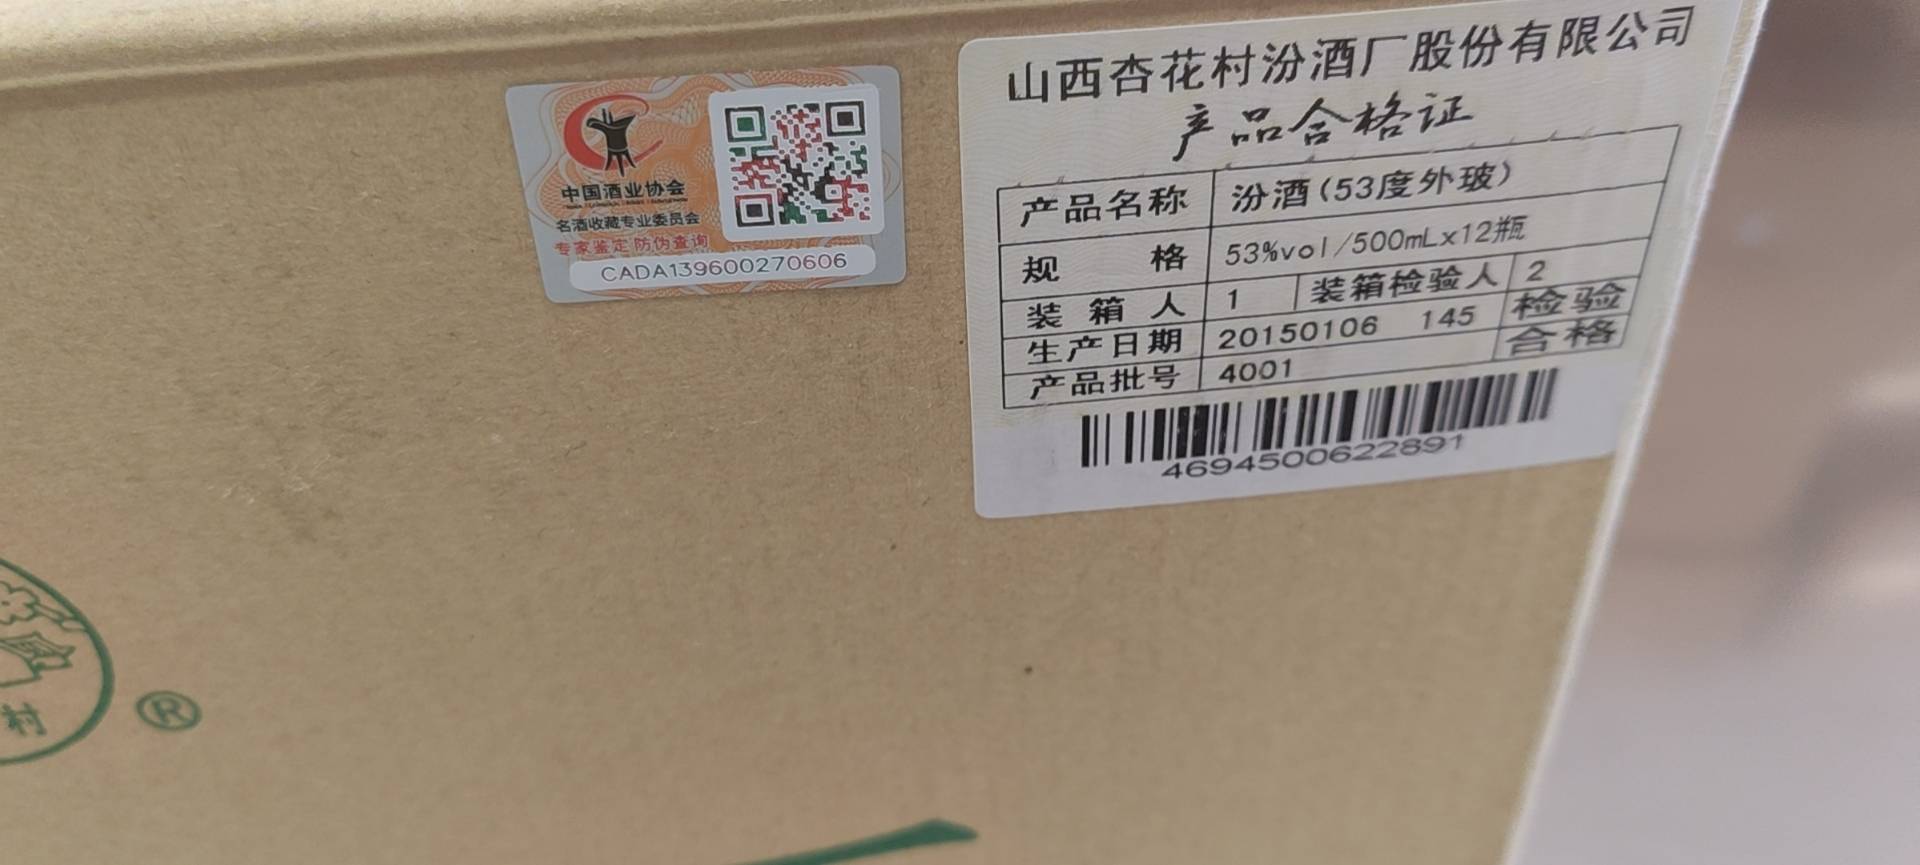 中国酒业协会
名酒收藏专业委员会
专家鉴定 防伪查询
CADA139600270606
山西杏花村汾酒厂股份有限公司
产品合格证
产品名称 汾酒(53度外玻)
规格 53%vol/500mLx12瓶
装箱人 1 装箱检验人 2
生产日期 20150106 145 检验
产品批号 4001 合格
4694500622891
村
®